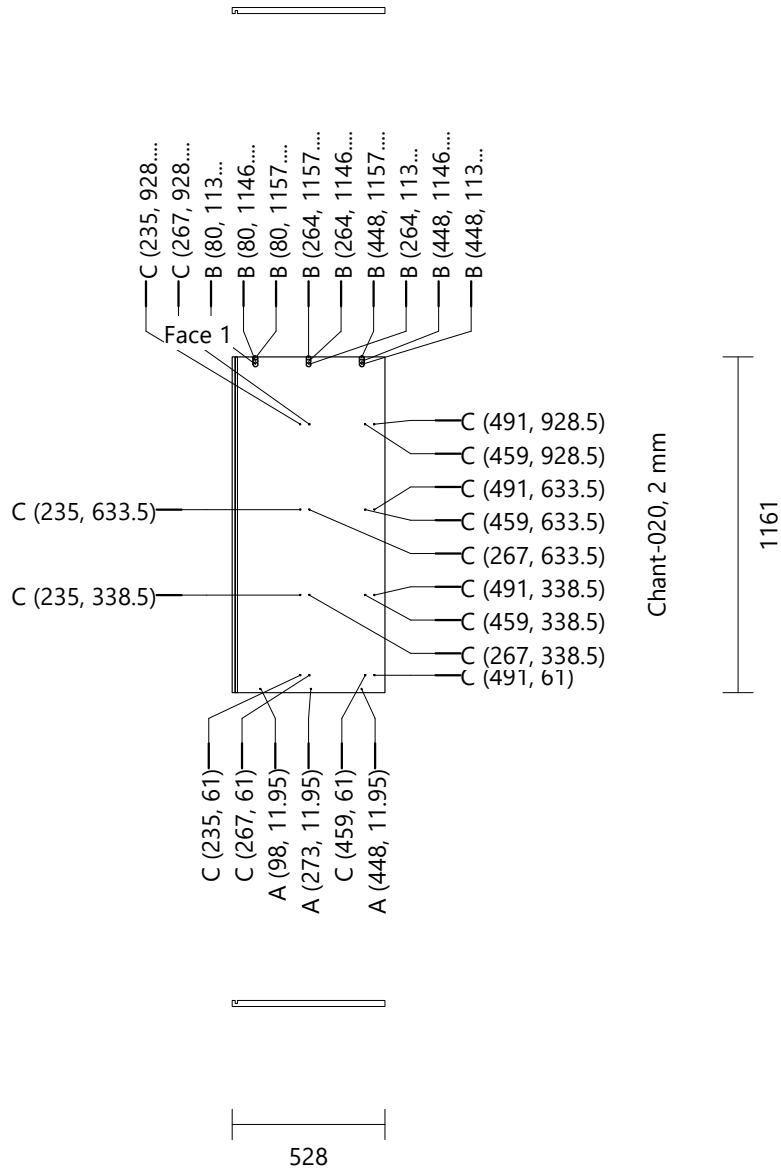 C (235, 928....
C (267, 928....
B (80, 113...
B (80, 1146....
B (80, 1157....
B (264, 1157....
B (264, 1146....
B (448, 1157....
B (264, 113...
B (448, 1146....
B (448, 113...
Face 1
C (491, 928.5)
C (459, 928.5)
C (491, 633.5)
C (459, 633.5)
C (235, 633.5)
C (267, 633.5)
C (491, 338.5)
C (235, 338.5)
C (459, 338.5)
C (267, 338.5)
C (491, 61)
Chant-020, 2 mm
1161
C (235, 61)
C (267, 61)
A (98, 11.95)
A (273, 11.95)
C (459, 61)
A (448, 11.95)
528